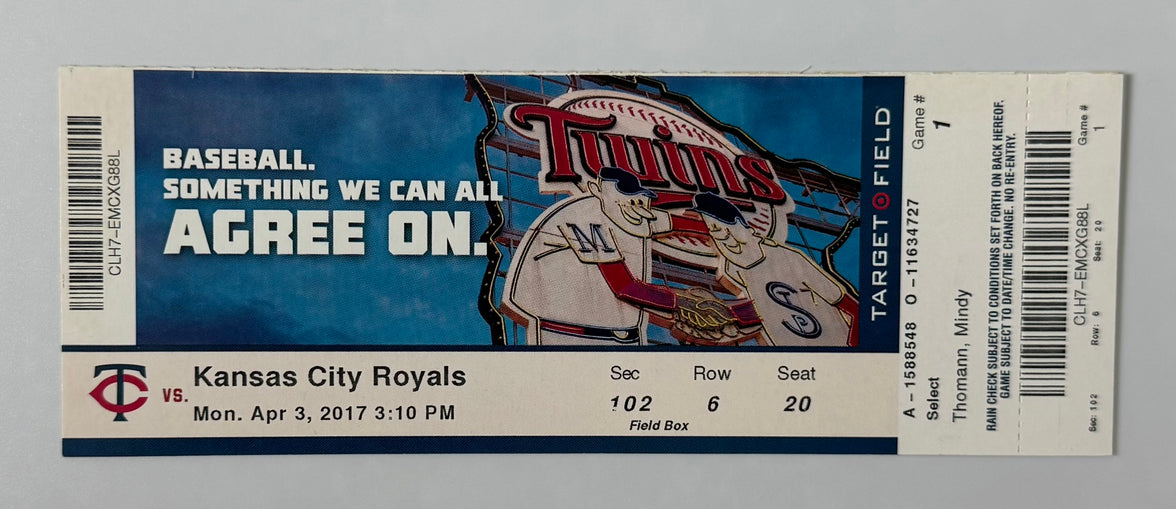 CLH7-EMCXG88L
BASEBALL.
SOMETHING WE CAN ALL
AGREE ON.
Twins
M
S
TARGET FIELD
TC
vs.
Kansas City Royals
Mon. Apr 3, 2017 3:10 PM
Sec Row Seat
102 6 20
Field Box
Game #
1
A - 1588548 O -11634727
Select
Thomann, Mindy
RAIN CHECK SUBJECT TO CONDITIONS SET FORTH ON BACK HEREOF.
GAME SUBJECT TO DATE/TIME CHANGE. NO RE-ENTRY.
CLH7-EMCXG88L
Game #
1
Sec: 102 Row: 6 Seat: 20